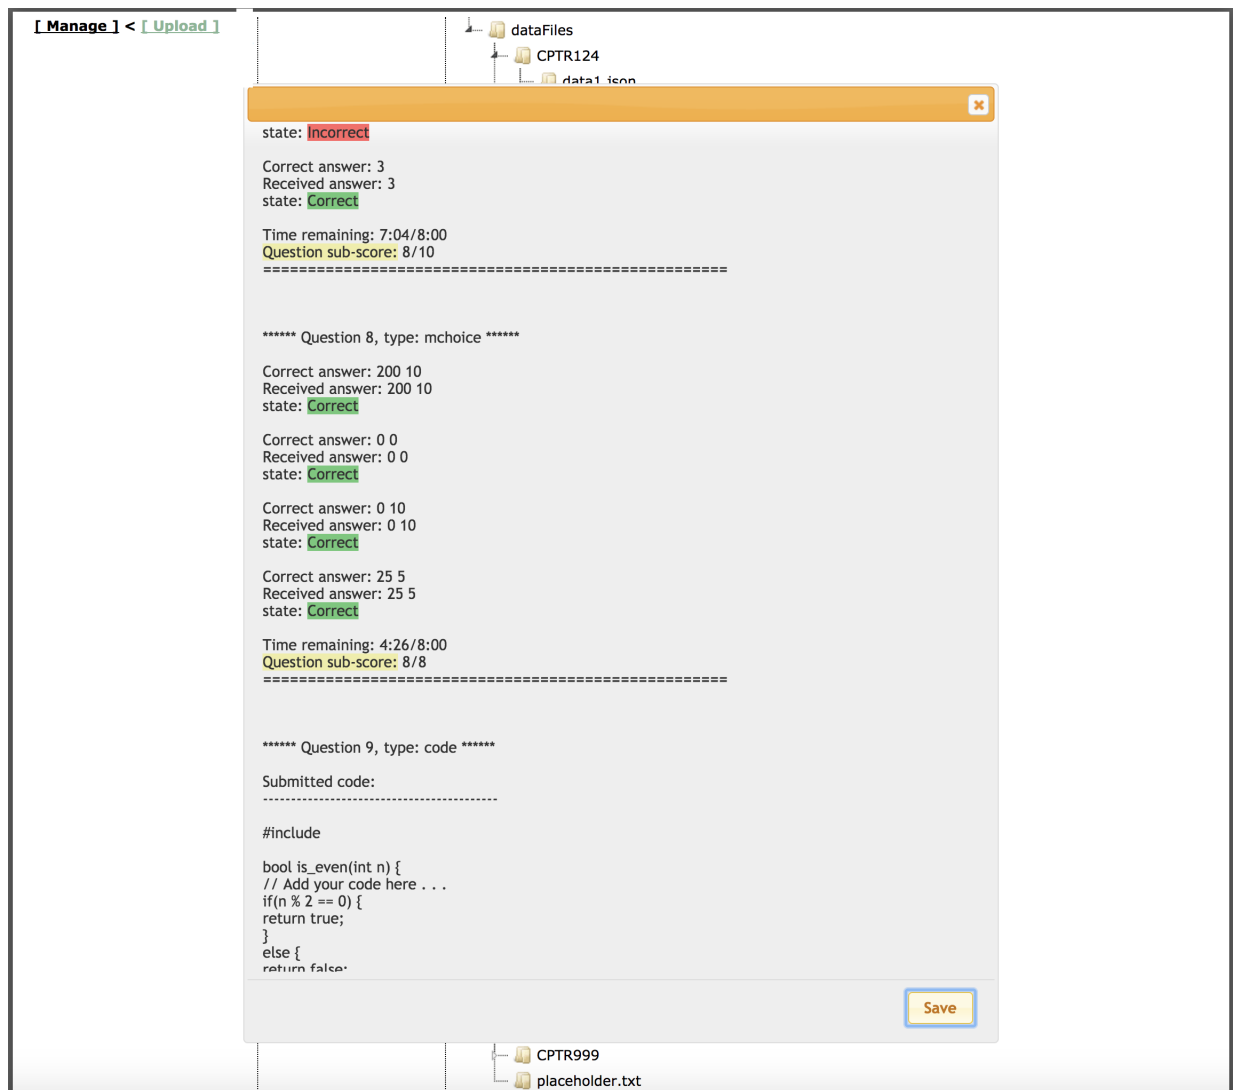 [ Manage ] < [ Upload ]
dataFiles
CPTR124
data1.json
state: Incorrect
Correct answer: 3
Received answer: 3
state: Correct
Time remaining: 7:04/8:00
Question sub-score: 8/10
====================================================
****** Question 8, type: mchoice ******
Correct answer: 200 10
Received answer: 200 10
state: Correct
Correct answer: 0 0
Received answer: 0 0
state: Correct
Correct answer: 0 10
Received answer: 0 10
state: Correct
Correct answer: 25 5
Received answer: 25 5
state: Correct
Time remaining: 4:26/8:00
Question sub-score: 8/8
====================================================
****** Question 9, type: code ******
Submitted code:
------------------------------------------
#include
bool is_even(int n) {
// Add your code here . . .
if(n % 2 == 0) {
return true;
}
else {
return false;
Save
CPTR999
placeholder.txt